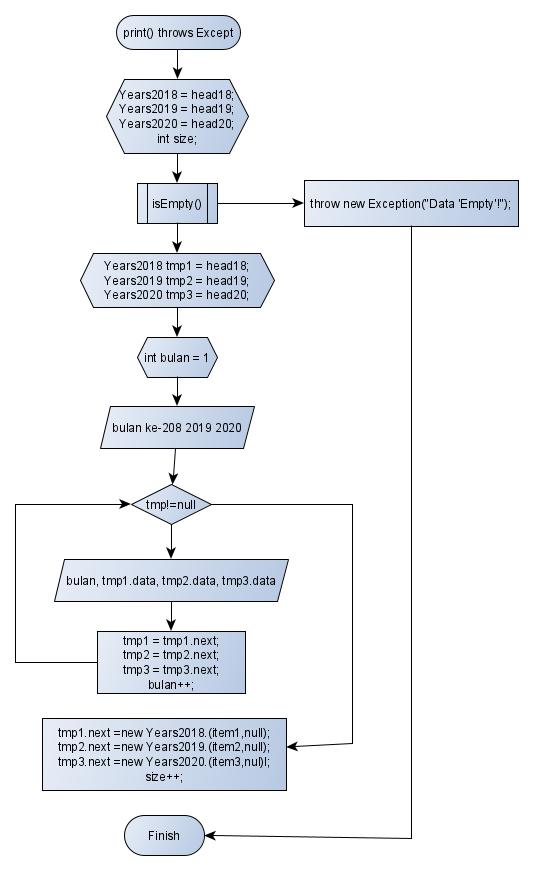 print() throws Except
Years2018 = head18;
Years2019 = head19;
Years2020 = head20;
int size;
isEmpty()
throw new Exception("Data 'Empty'!");
Years2018 tmp1 = head18;
Years2019 tmp2 = head19;
Years2020 tmp3 = head20;
int bulan = 1
bulan ke-208 2019 2020
tmp!=null
bulan, tmp1.data, tmp2.data, tmp3.data
tmp1 = tmp1.next;
tmp2 = tmp2.next;
tmp3 = tmp3.next;
bulan++;
tmp1.next =new Years2018.(item1,null);
tmp2.next =new Years2019.(item2,null);
tmp3.next =new Years2020.(item3,nul)l;
size++;
Finish